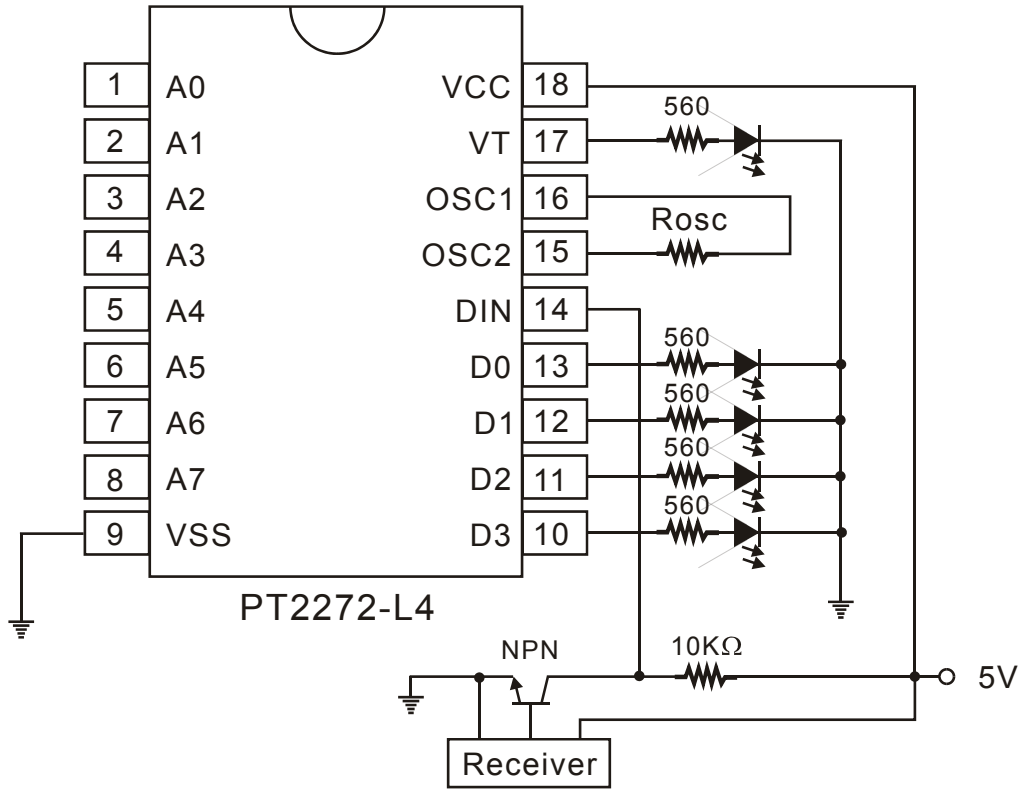 1 A0 VCC 18
560
2 A1 VT 17
3 A2 OSC1 16
Rosc
4 A3 OSC2 15
5 A4 DIN 14
560
6 A5 D0 13
560
7 A6 D1 12
560
8 A7 D2 11
560
9 VSS D3 10
PT2272-L4
NPN 10KΩ
5V
Receiver